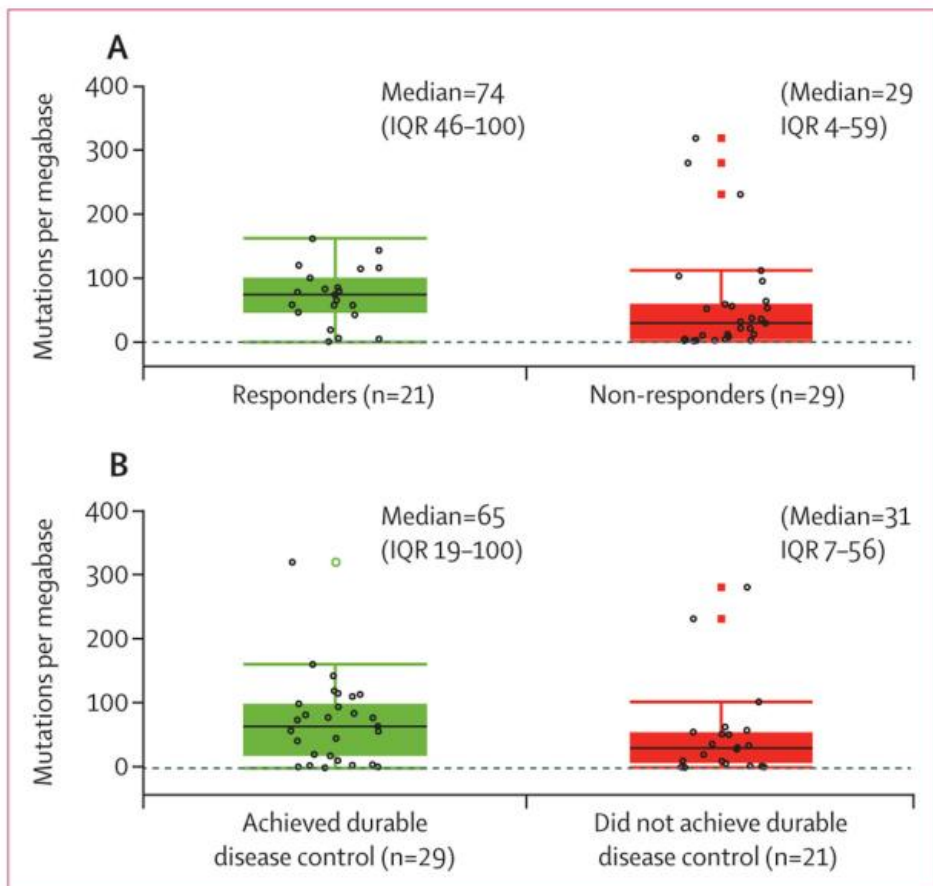 A
Mutations per megabase
400
300
200
100
0
Median=74
(IQR 46–100)
(Median=29
IQR 4–59)
Responders (n=21)
Non-responders (n=29)
B
Mutations per megabase
400
300
200
100
0
Median=65
(IQR 19–100)
(Median=31
IQR 7–56)
Achieved durable
disease control (n=29)
Did not achieve durable
disease control (n=21)